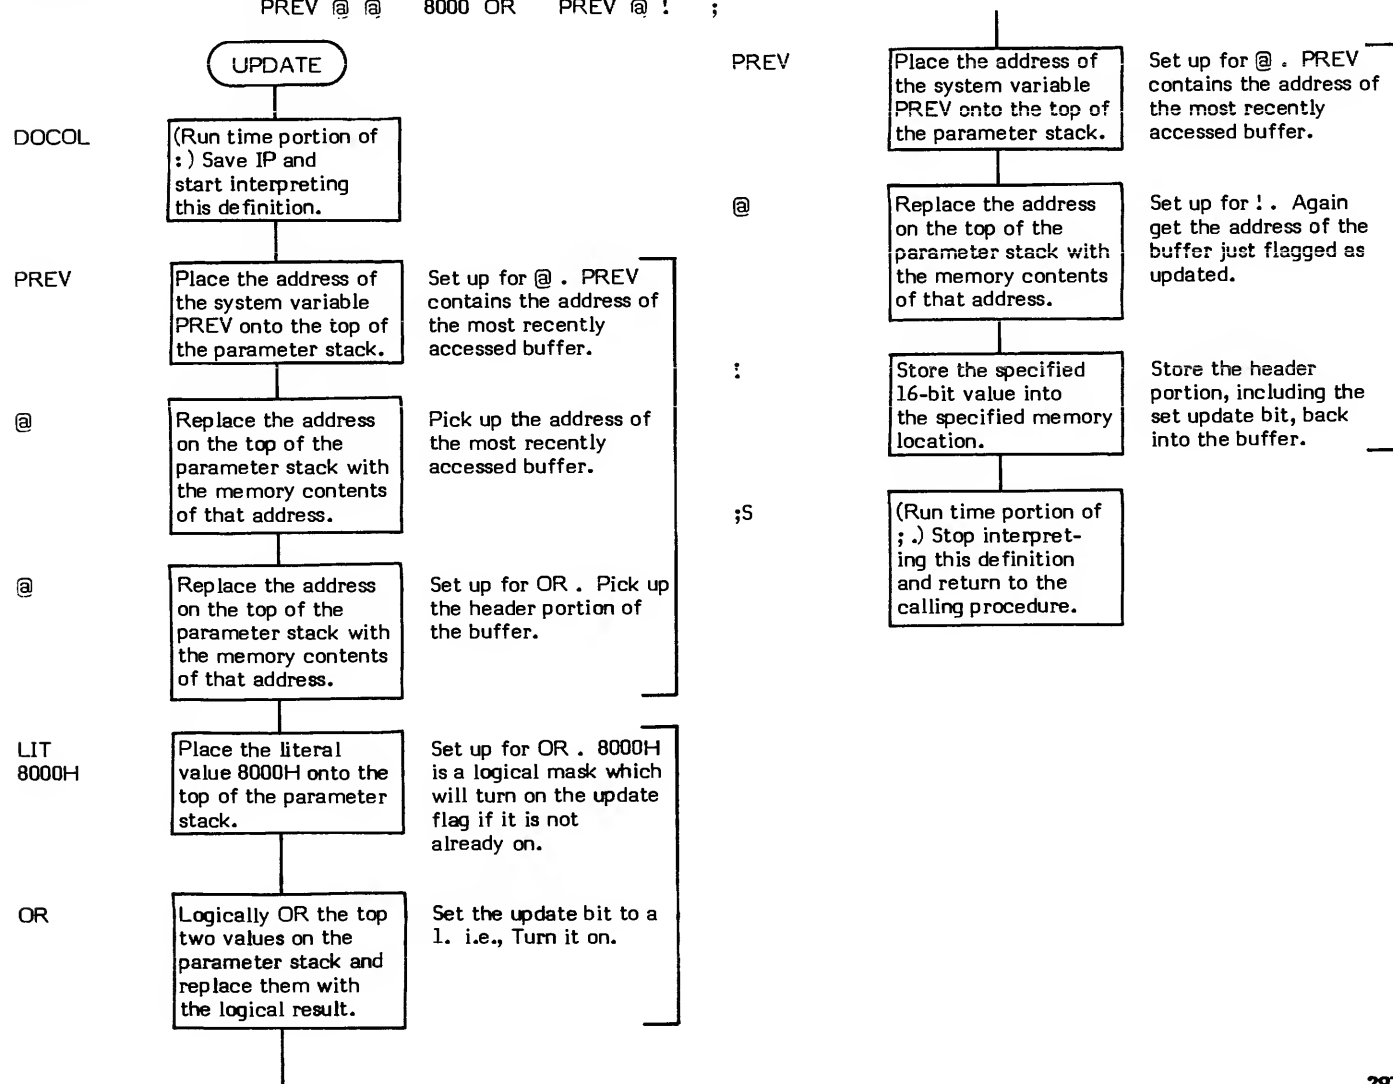 PREV @ @ 8000 OR PREV @ ! ;
UPDATE
DOCOL
(Run time portion of
: ) Save IP and
start interpreting
this definition.
PREV
Place the address of
the system variable
PREV onto the top of
the parameter stack.
Set up for @ . PREV
contains the address of
the most recently
accessed buffer.
@
Replace the address
on the top of the
parameter stack with
the memory contents
of that address.
Pick up the address of
the most recently
accessed buffer.
@
Replace the address
on the top of the
parameter stack with
the memory contents
of that address.
Set up for OR . Pick up
the header portion of
the buffer.
LIT
8000H
Place the literal
value 8000H onto the
top of the parameter
stack.
Set up for OR . 8000H
is a logical mask which
will turn on the update
flag if it is not
already on.
OR
Logically OR the top
two values on the
parameter stack and
replace them with
the logical result.
Set the update bit to a
1. i.e., Turn it on.
PREV
Place the address of
the system variable
PREV onto the top of
the parameter stack.
Set up for @ . PREV
contains the address of
the most recently
accessed buffer.
@
Replace the address
on the top of the
parameter stack with
the memory contents
of that address.
Set up for ! . Again
get the address of the
buffer just flagged as
updated.
!
Store the specified
16-bit value into
the specified memory
location.
Store the header
portion, including the
set update bit, back
into the buffer.
;S
(Run time portion of
; .) Stop interpret-
ing this definition
and return to the
calling procedure.